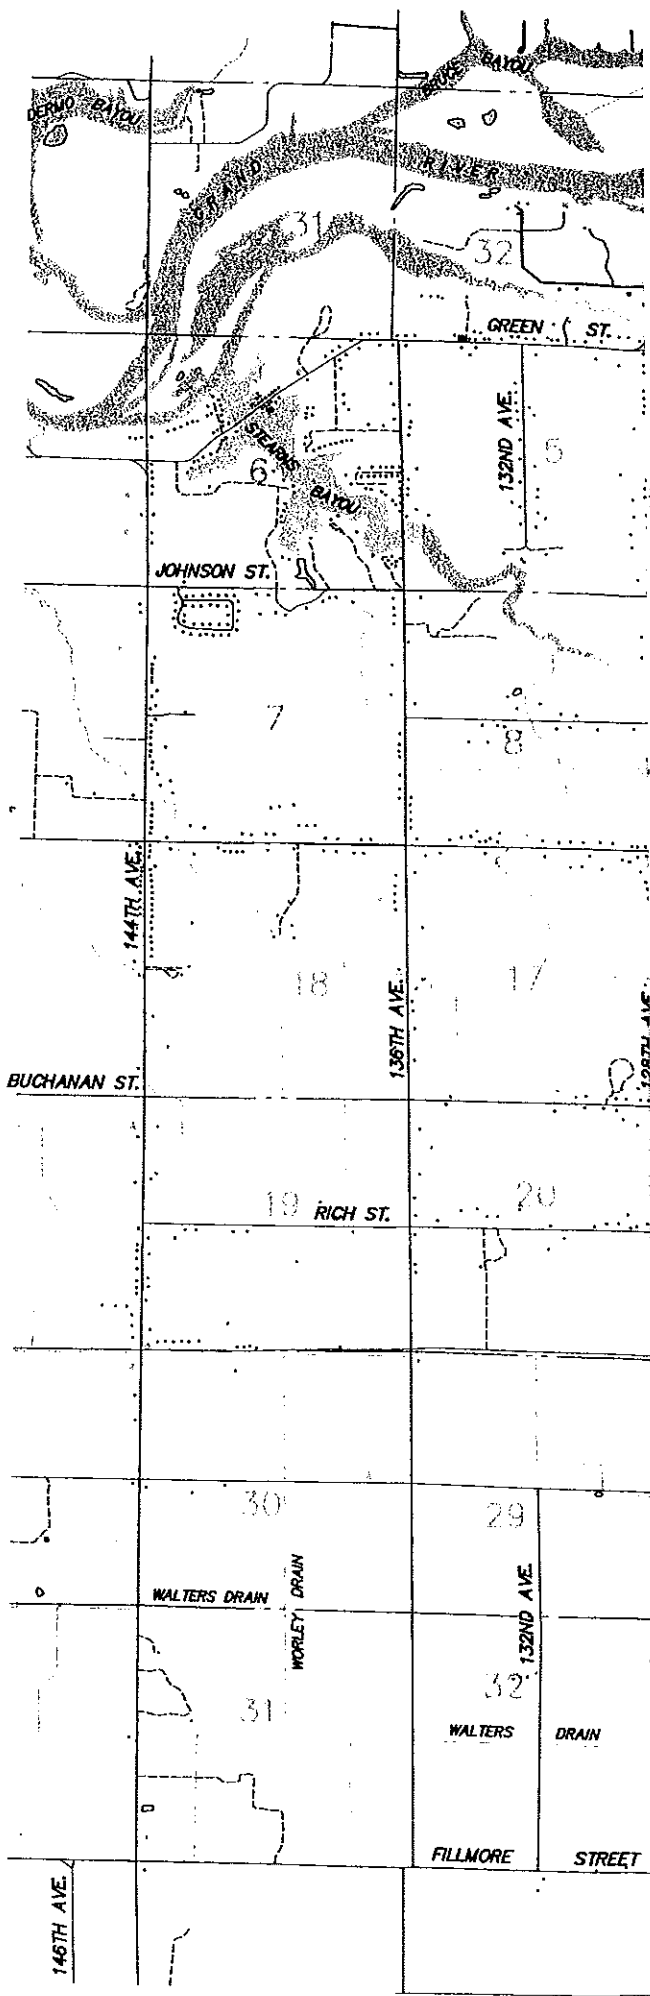 BRUCE BAYOU
DERMO BAYOU
GRAND RIVER
31
32
GREEN ST.
132ND AVE.
5
STEARNS BAYOU
6
JOHNSON ST.
7
8
144TH AVE.
18
136TH AVE.
17
128TH AVE.
BUCHANAN ST.
19
RICH ST.
20
30
29
WALTERS DRAIN
WORLEY DRAIN
132ND AVE.
31
32
WALTERS DRAIN
FILLMORE STREET
146TH AVE.